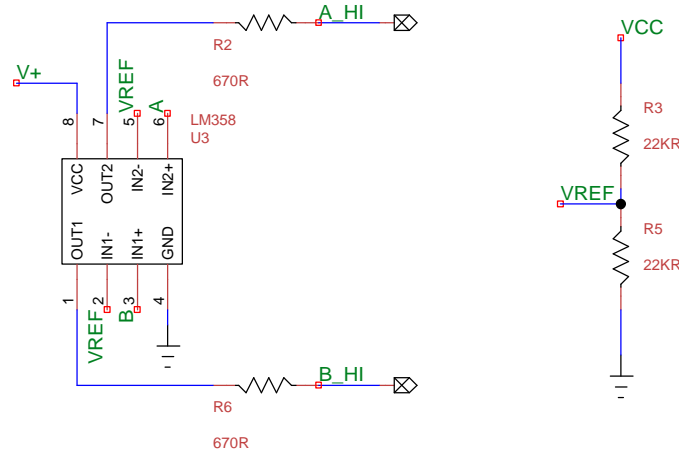 A_HI
R2
670R
VCC
V+
VREF
A
8
7
5
6
LM358
U3
R3
22KR
VCC
OUT2
IN2-
IN2+
VREF
OUT1
IN1-
IN1+
GND
R5
22KR
1
2
3
4
VREF
B
B_HI
R6
670R